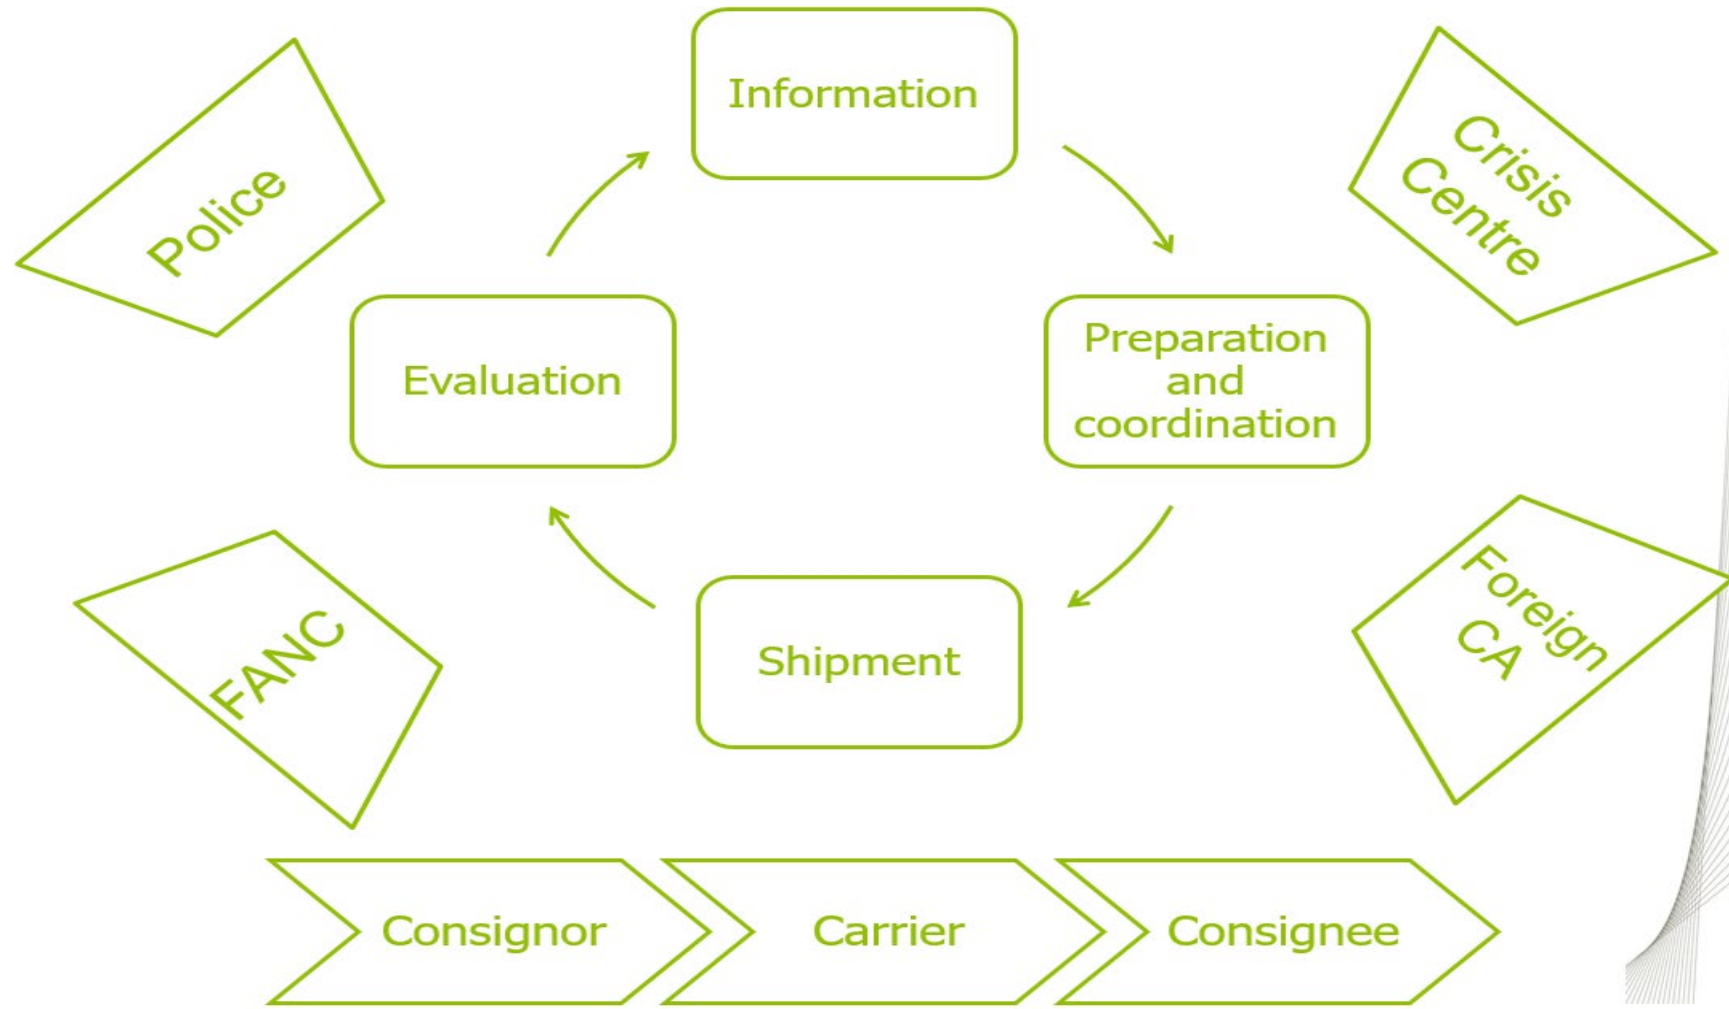 Information
Police
Crisis
Centre
Evaluation
Preparation
and
coordination
FANC
Shipment
Foreign
CA
Consignor
Carrier
Consignee